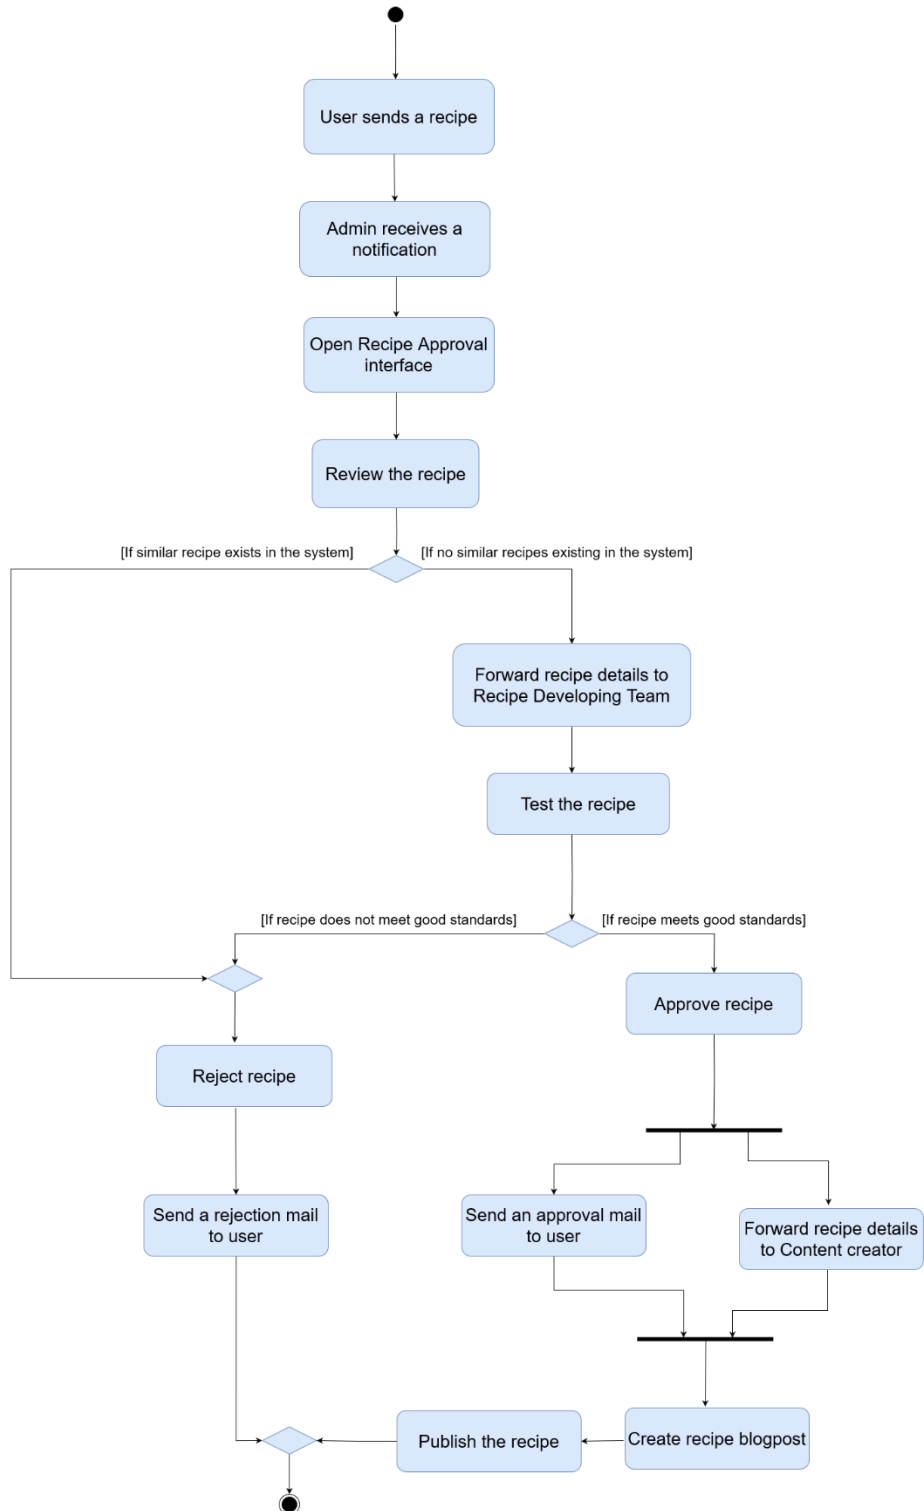 User sends a recipe
Admin receives a
notification
Open Recipe Approval
interface
Review the recipe
[If similar recipe exists in the system]
[If no similar recipes existing in the system]
Forward recipe details to
Recipe Developing Team
Test the recipe
[If recipe does not meet good standards]
[If recipe meets good standards]
Approve recipe
Reject recipe
Send a rejection mail
to user
Send an approval mail
to user
Forward recipe details
to Content creator
Publish the recipe
Create recipe blogpost